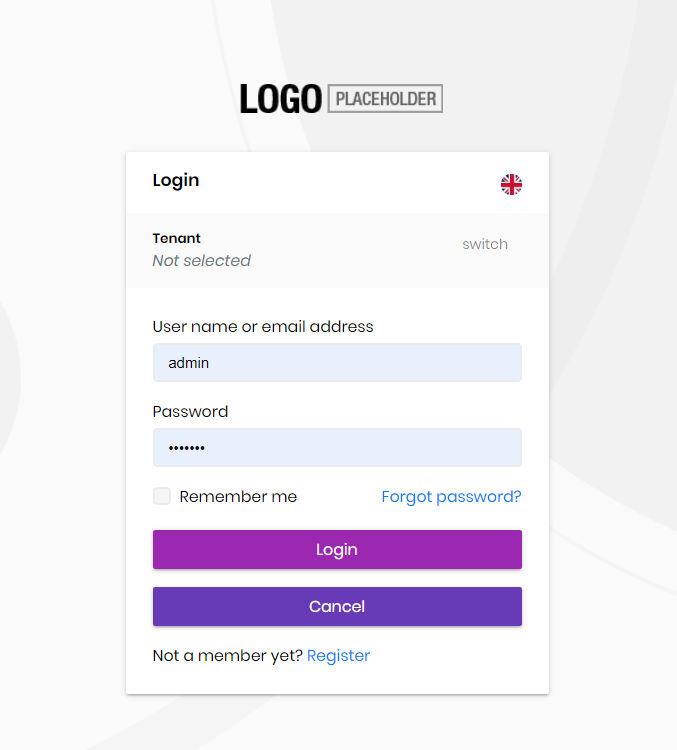 LOGO PLACEHOLDER
Login
Tenant
switch
Not selected
User name or email address
admin
Password
•••••••
Remember me
Forgot password?
Login
Cancel
Not a member yet? Register